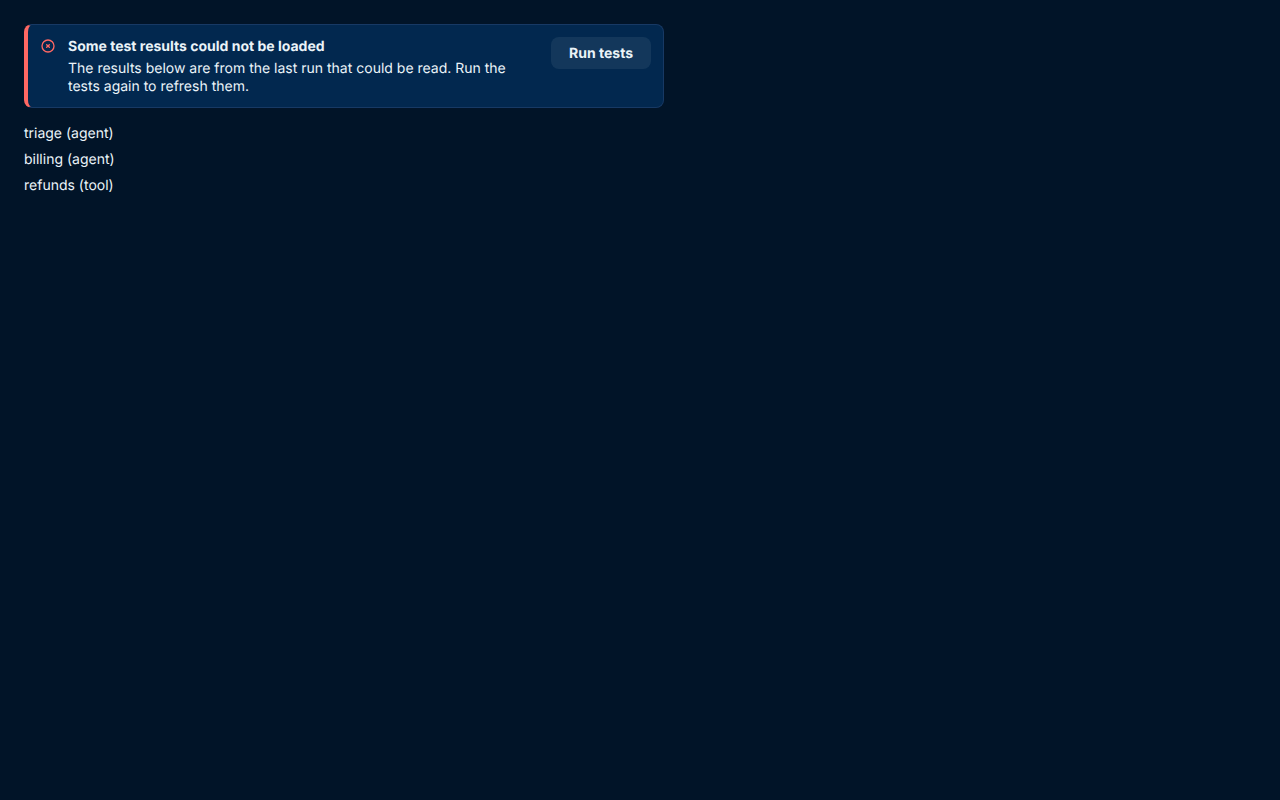 Some test results could not be loaded
Run tests
The results below are from the last run that could be read. Run the
tests again to refresh them.
triage (agent)
billing (agent)
refunds (tool)